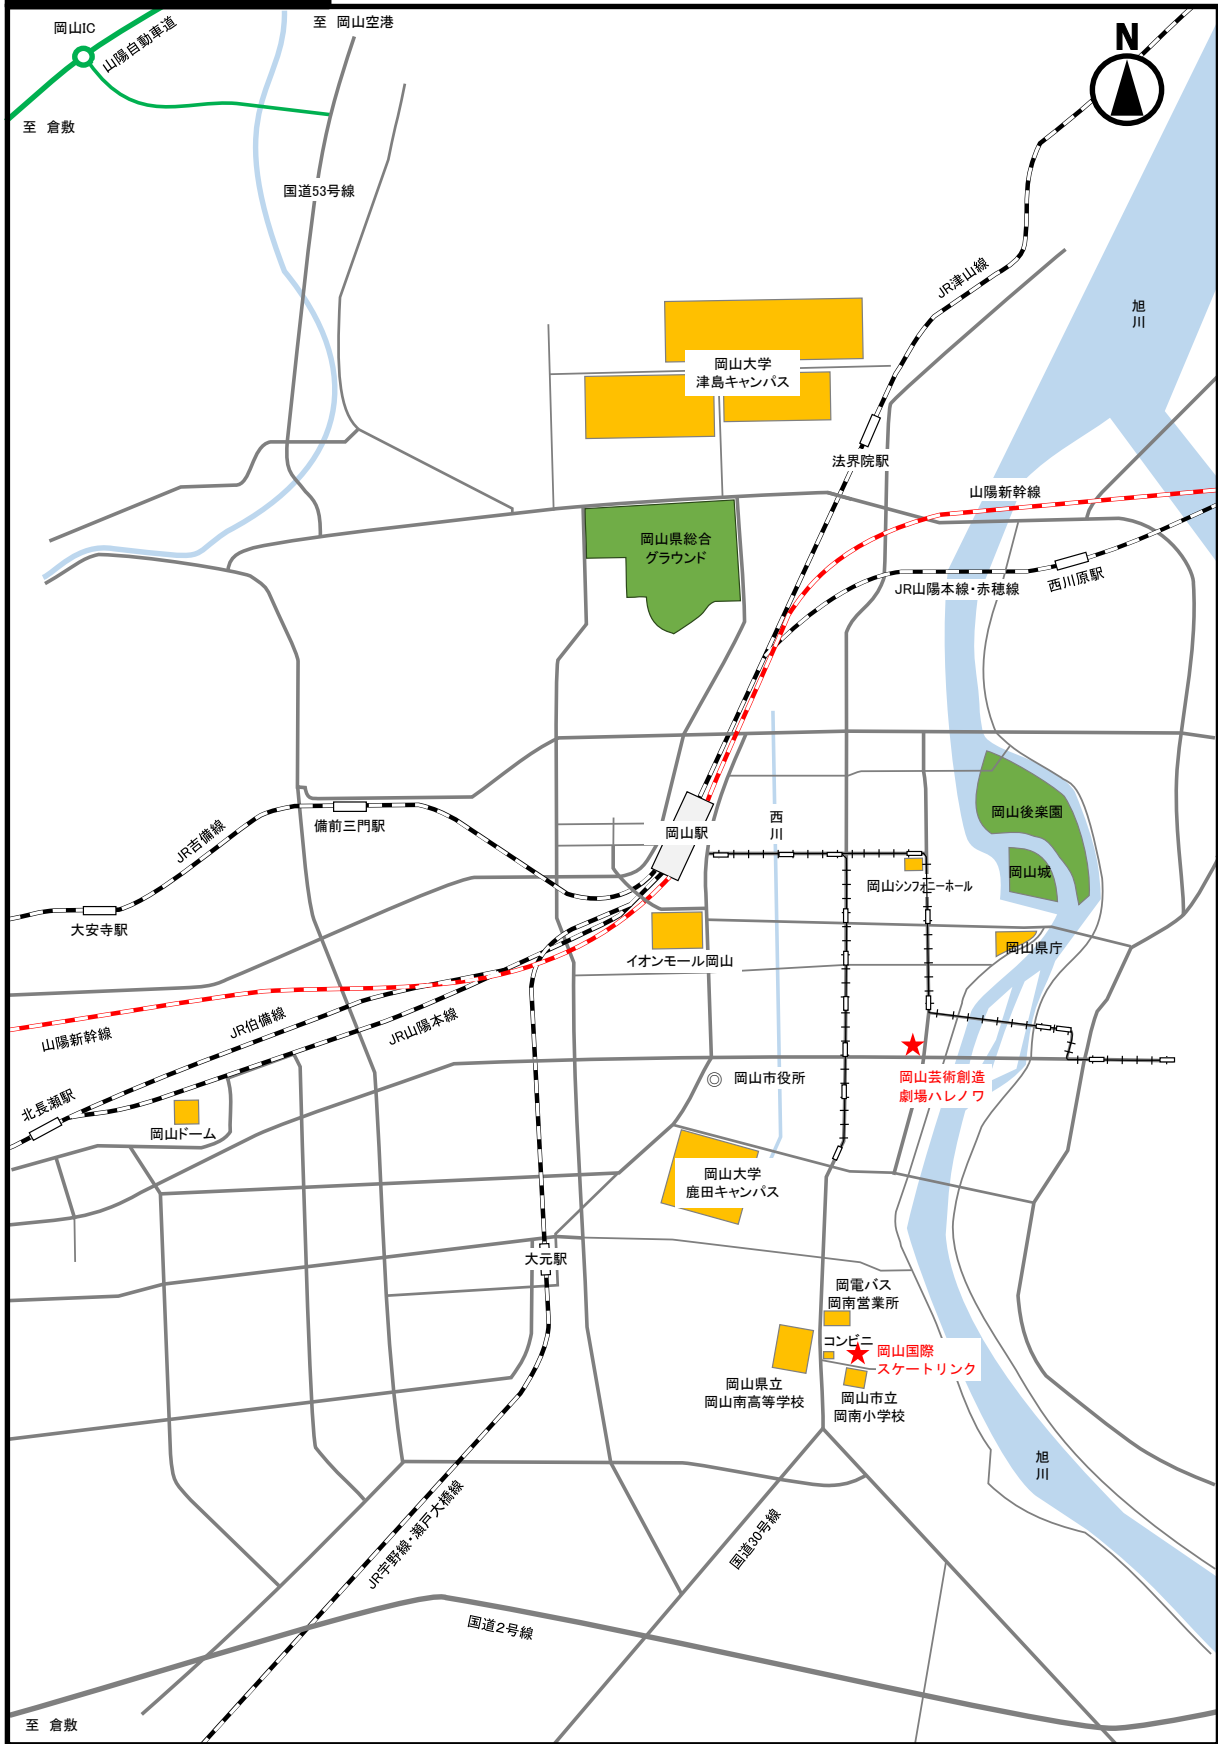 岡山IC
山陽自動車道
至　岡山空港
N
至　倉敷
国道53号線
JR津山線
旭
川
岡山大学
津島キャンパス
法界院駅
山陽新幹線
岡山県総合
グラウンド
JR山陽本線・赤穂線
西川原駅
西
川
岡山後楽園
備前三門駅
JR吉備線
岡山駅
岡山城
岡山シンフォニーホール
大安寺駅
岡山県庁
イオンモール岡山
山陽新幹線
JR伯備線
JR山陽本線
岡山市役所
岡山芸術創造
劇場ハレノワ
北長瀬駅
岡山ドーム
岡山大学
鹿田キャンパス
大元駅
岡電バス
岡南営業所
コンビニ
岡山国際
スケートリンク
岡山県立
岡山南高等学校
岡山市立
岡南小学校
旭
川
JR宇野線・瀬戸大橋線
国道30号線
国道2号線
至　倉敷